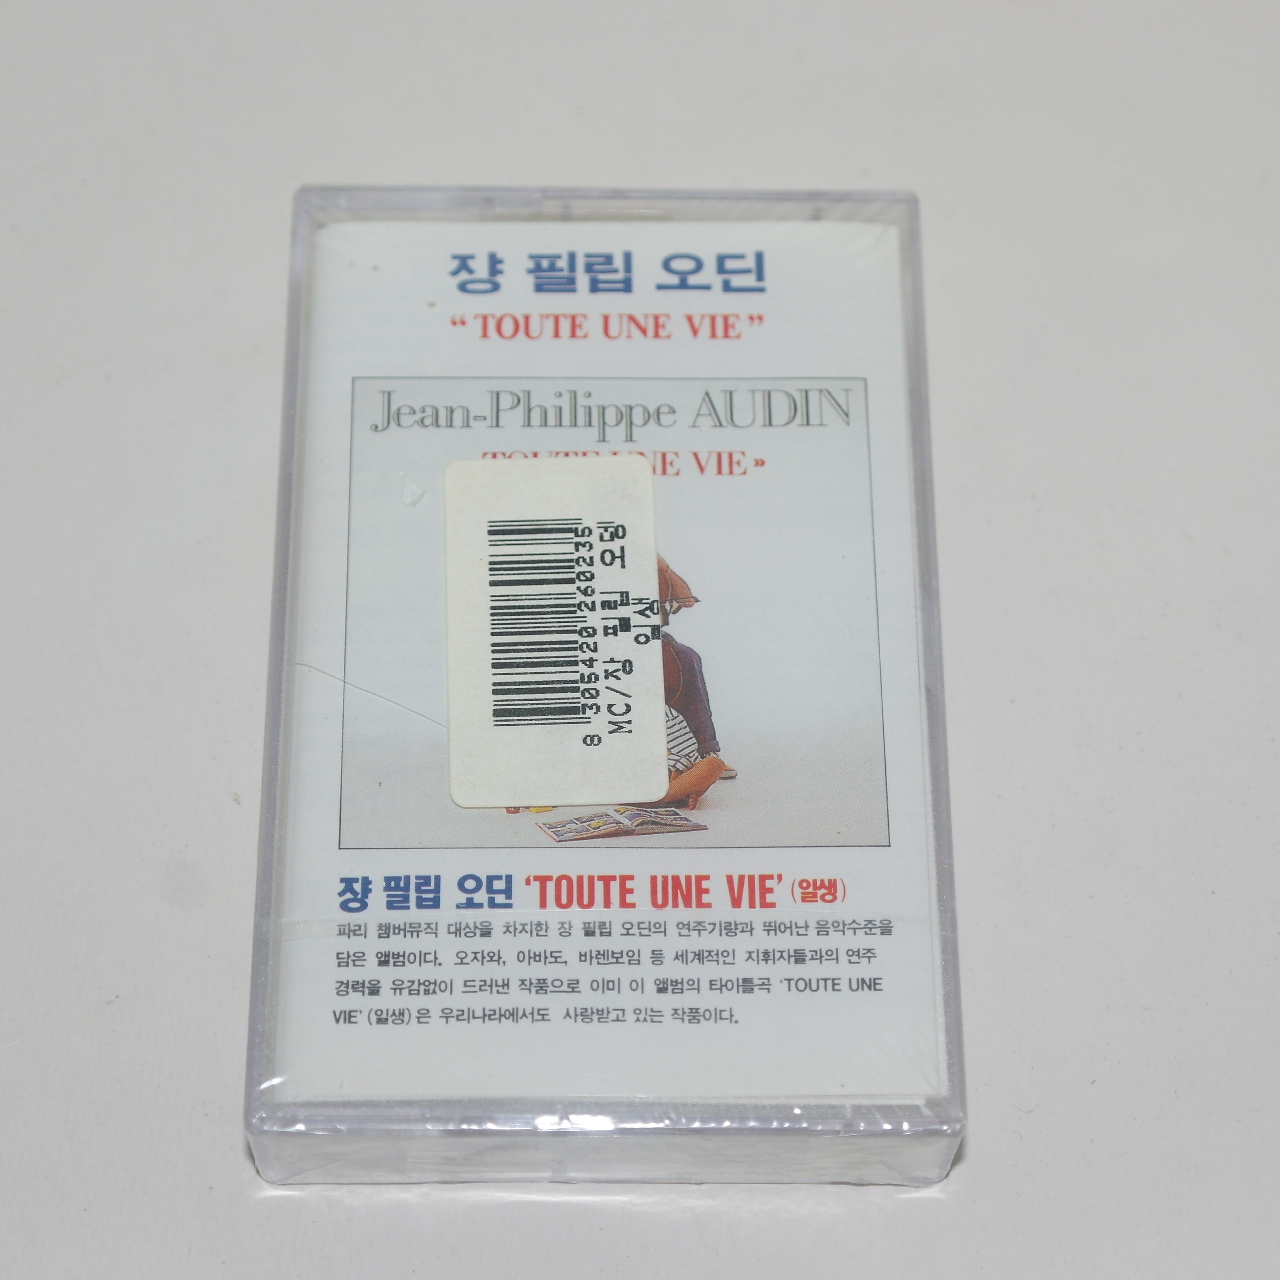 쟝 필립 오딘
“TOUTE UNE VIE”
Jean-Philippe AUDIN
TOUTE UNE VIE»
8 305420 260235
MC/장 필립 오뎅
일생
쟝 필립 오딘 ‘TOUTE UNE VIE’ (일생)
파리 챔버뮤직 대상을 차지한 장 필립 오딘의 연주기량과 뛰어난 음악수준을
담은 앨범이다. 오자와, 아바도, 바렌보임 등 세계적인 지휘자들과의 연주
경력을 유감없이 드러낸 작품으로 이미 이 앨범의 타이틀곡 ‘TOUTE UNE
VIE’ (일생)은 우리나라에서도 사랑받고 있는 작품이다.